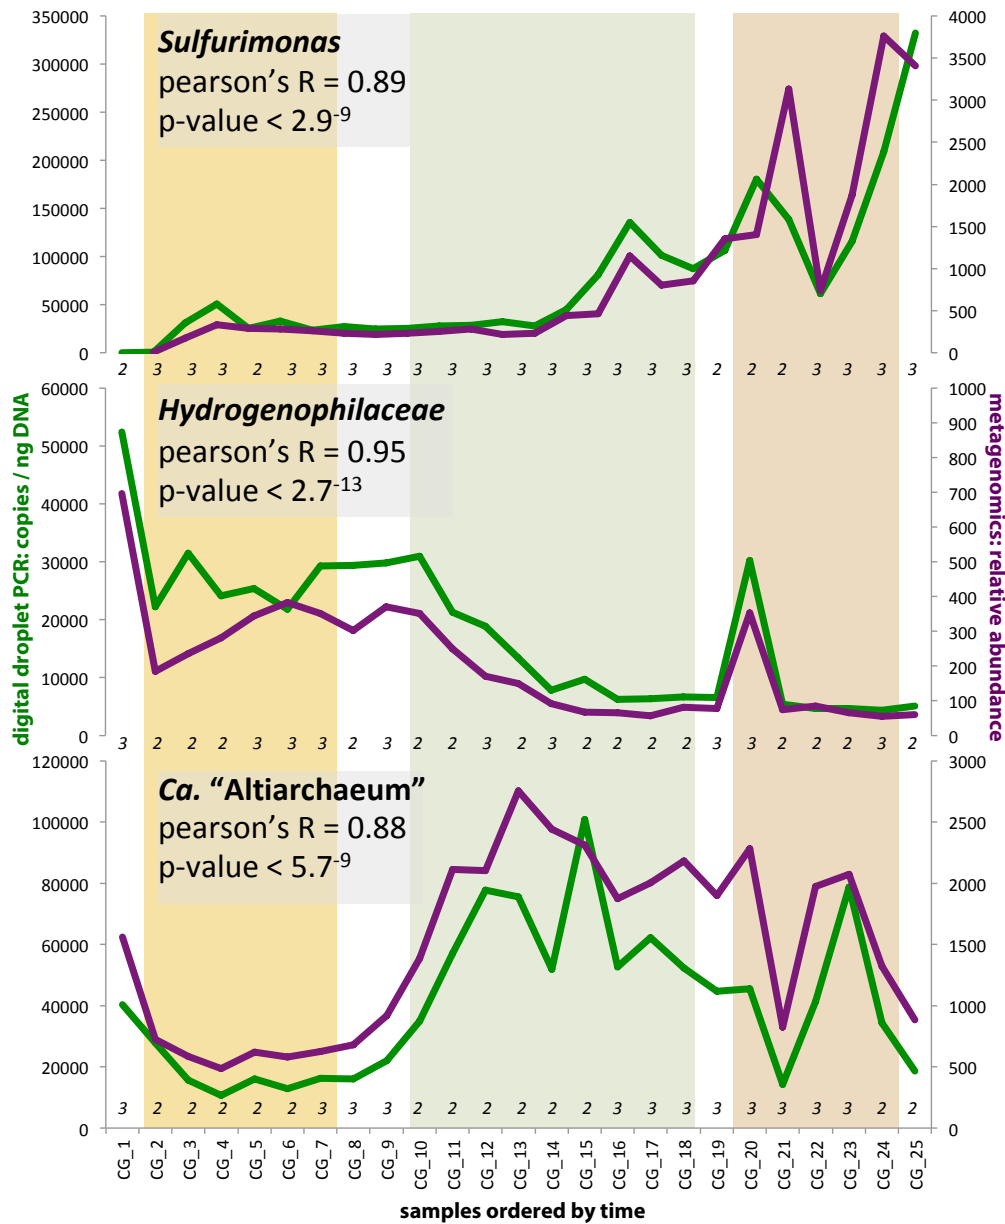 350000
300000
250000
200000
150000
100000
50000
0
4000
3500
3000
2500
2000
1500
1000
500
0
Sulfurimonas
pearson's R = 0.89
p-value < 2.9⁻⁹
2 3 3 3 2 3 3 3 3 3 2 3 3 3 3 3 3 3 2 2 2 3 3 3 3
60000
50000
40000
30000
20000
10000
0
1000
900
800
700
600
500
400
300
200
100
0
Hydrogenophilaceae
pearson's R = 0.95
p-value < 2.7⁻¹³
3 2 2 2 3 3 3 2 3 2 2 2 2 2 2 2 2 2 3 3 2 2 2 3 2
digital droplet PCR: copies / ng DNA
metagenomics: relative abundance
120000
100000
80000
60000
40000
20000
0
3000
2500
2000
1500
1000
500
0
Ca. "Altiarchaeum"
pearson's R = 0.88
p-value < 5.7⁻⁹
3 2 2 2 2 2 3 3 3 2 2 2 2 2 2 3 3 3 3 2 3 3 3 2 2
CG_1
CG_2
CG_3
CG_4
CG_5
CG_6
CG_7
CG_8
CG_9
CG_10
CG_11
CG_12
CG_13
CG_14
CG_15
CG_16
CG_17
CG_18
CG_19
CG_20
CG_21
CG_22
CG_23
CG_24
CG_25
samples ordered by time